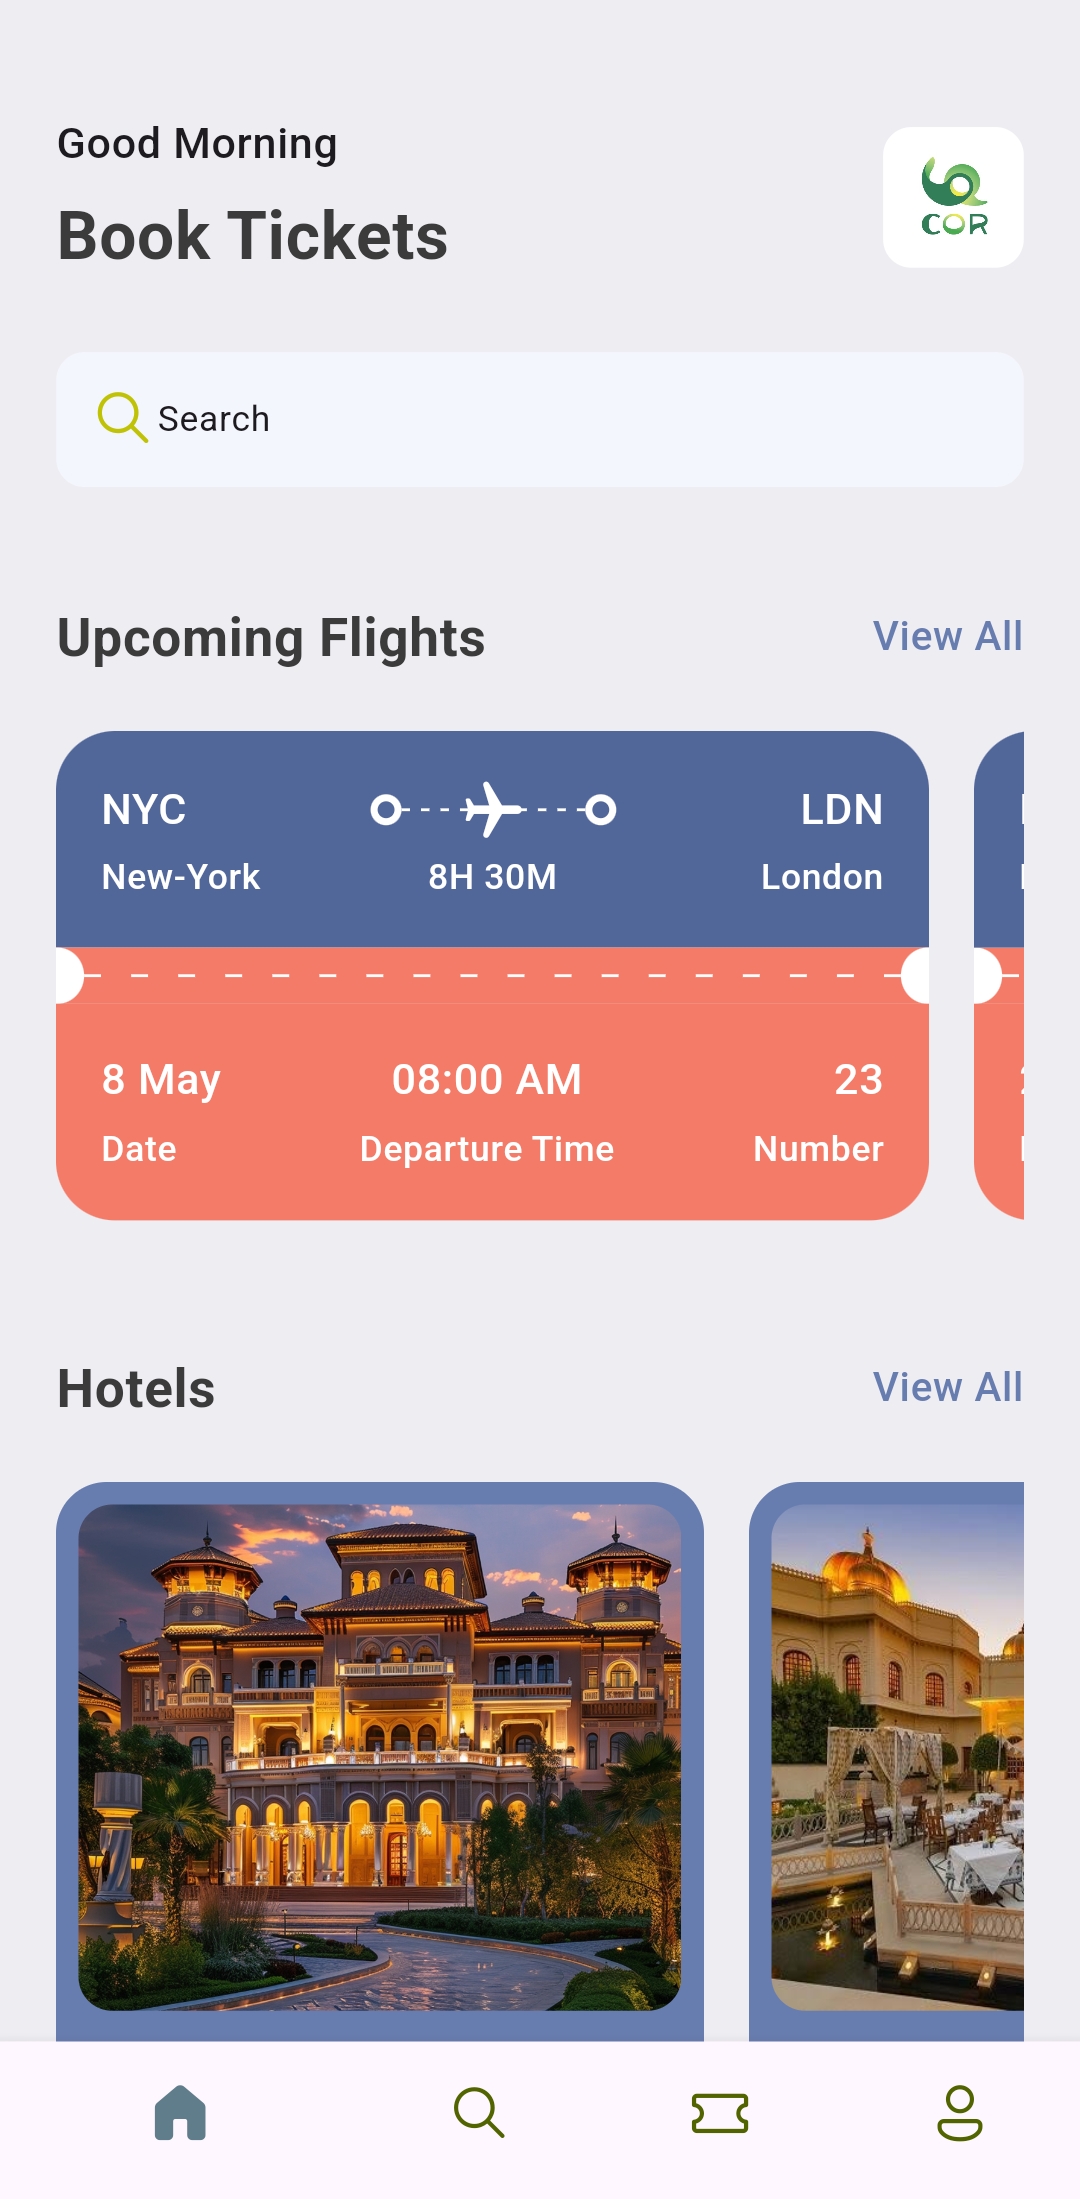 Good Morning
Book Tickets
COR
Search
Upcoming Flights
View All
NYC
LDN
New-York
8H 30M
London
8 May
08:00 AM
23
Date
Departure Time
Number
Hotels
View All